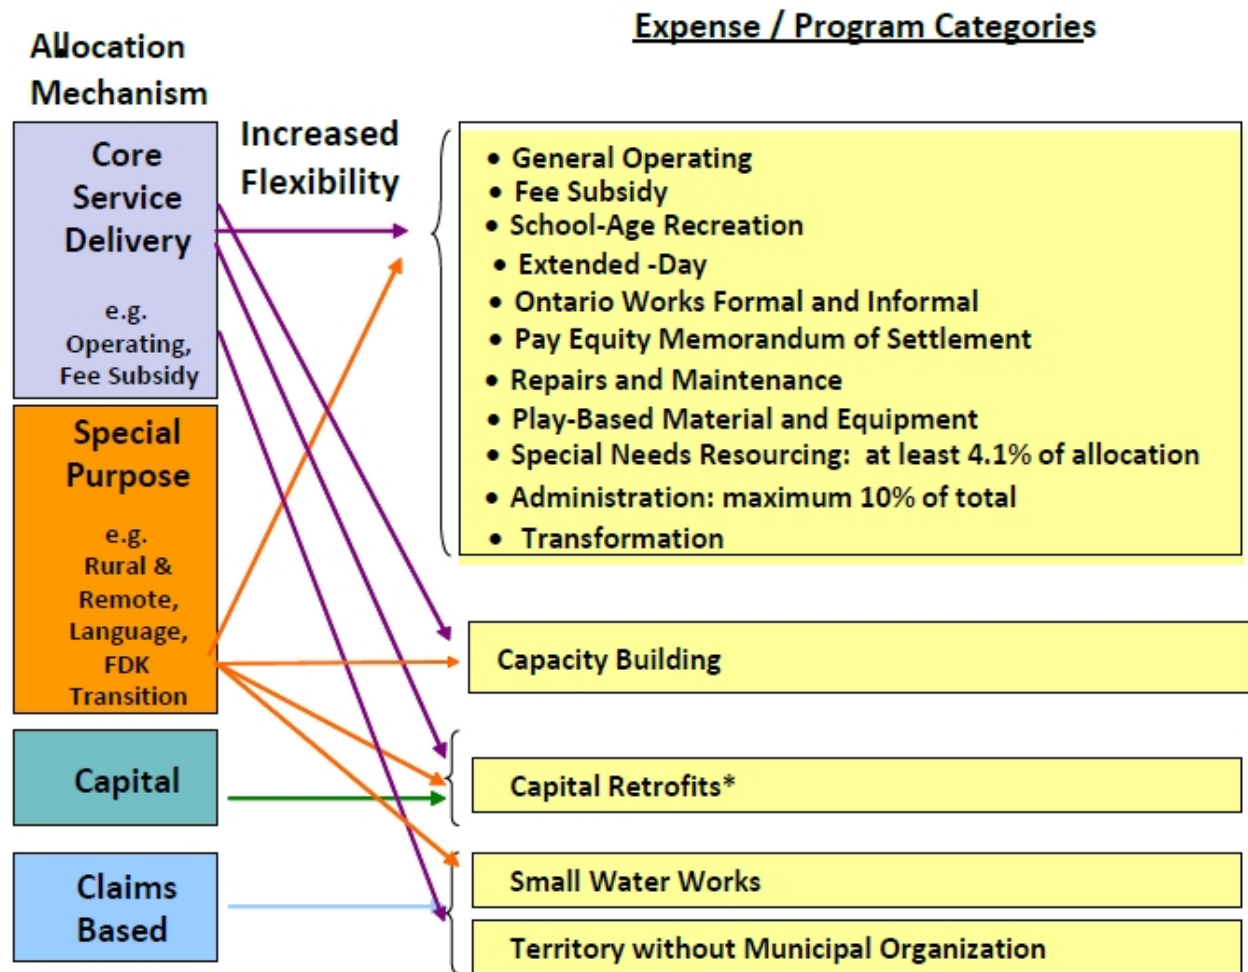 Expense / Program Categories
Allocation
Mechanism
Core
Service
Delivery
e.g.
Operating,
Fee Subsidy
Increased
Flexibility
• General Operating
• Fee Subsidy
• School-Age Recreation
• Extended -Day
• Ontario Works Formal and Informal
• Pay Equity Memorandum of Settlement
• Repairs and Maintenance
• Play-Based Material and Equipment
• Special Needs Resourcing: at least 4.1% of allocation
• Administration: maximum 10% of total
• Transformation
Special
Purpose
e.g.
Rural &
Remote,
Language,
FDK
Transition
Capacity Building
Capital
Capital Retrofits*
Claims
Based
Small Water Works
Territory without Municipal Organization